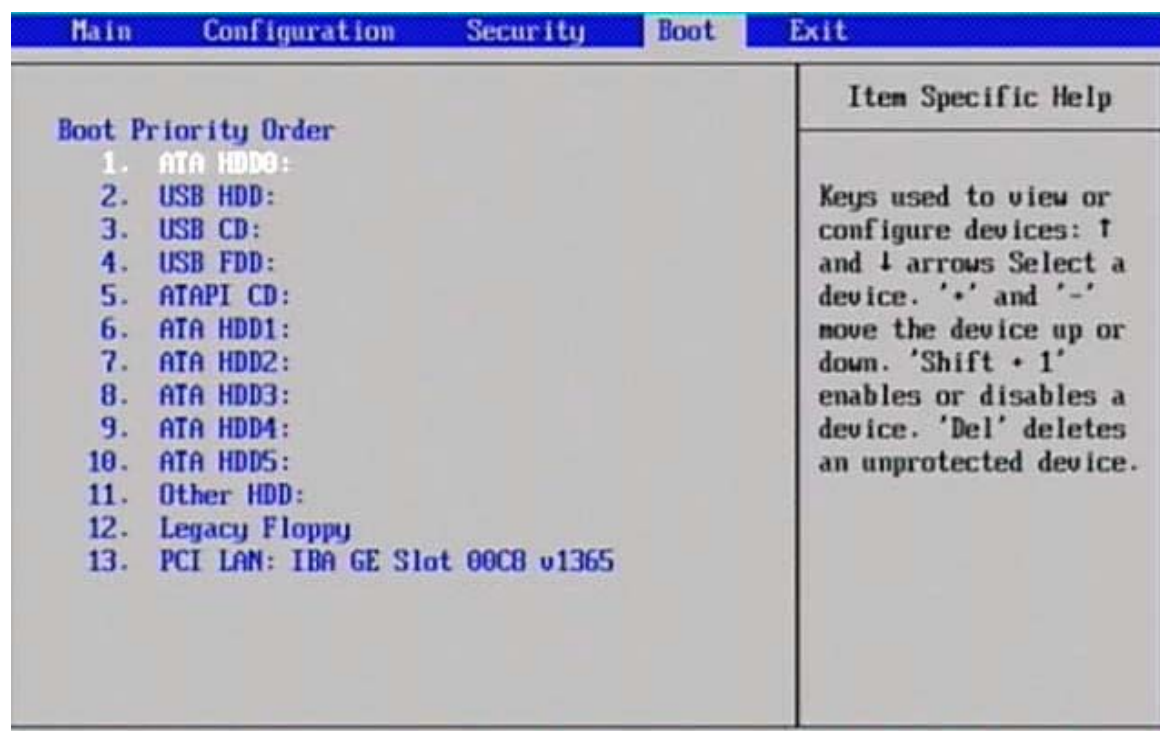 Main Configuration Security Boot Exit
Boot Priority Order
1. ATA HDD0:
2. USB HDD:
3. USB CD:
4. USB FDD:
5. ATAPI CD:
6. ATA HDD1:
7. ATA HDD2:
8. ATA HDD3:
9. ATA HDD4:
10. ATA HDD5:
11. Other HDD:
12. Legacy Floppy
13. PCI LAN: IBA GE Slot 00C8 v1365
Item Specific Help
Keys used to view or
configure devices: ↑
and ↓ arrows Select a
device. '+' and '-'
move the device up or
down. 'Shift + 1'
enables or disables a
device. 'Del' deletes
an unprotected device.